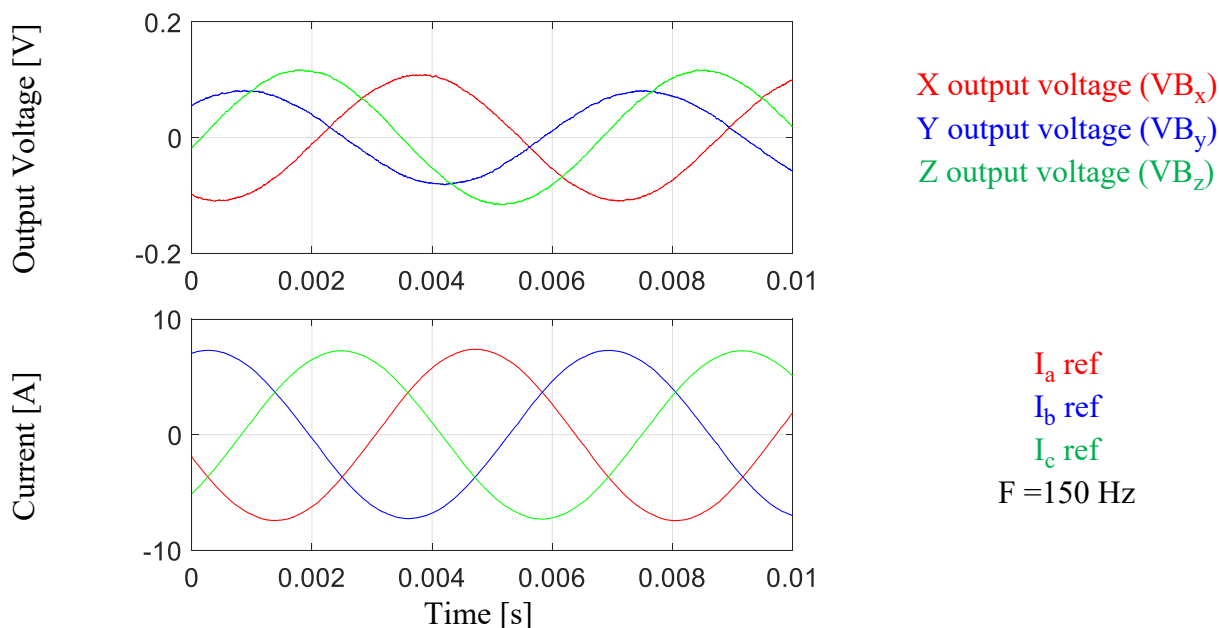 Output Voltage [V]
0.2
0
-0.2
0 0.002 0.004 0.006 0.008 0.01
X output voltage (VBx)
Y output voltage (VBy)
Z output voltage (VBz)
Current [A]
10
0
-10
0 0.002 0.004 0.006 0.008 0.01
Time [s]
Ia ref
Ib ref
Ic ref
F =150 Hz